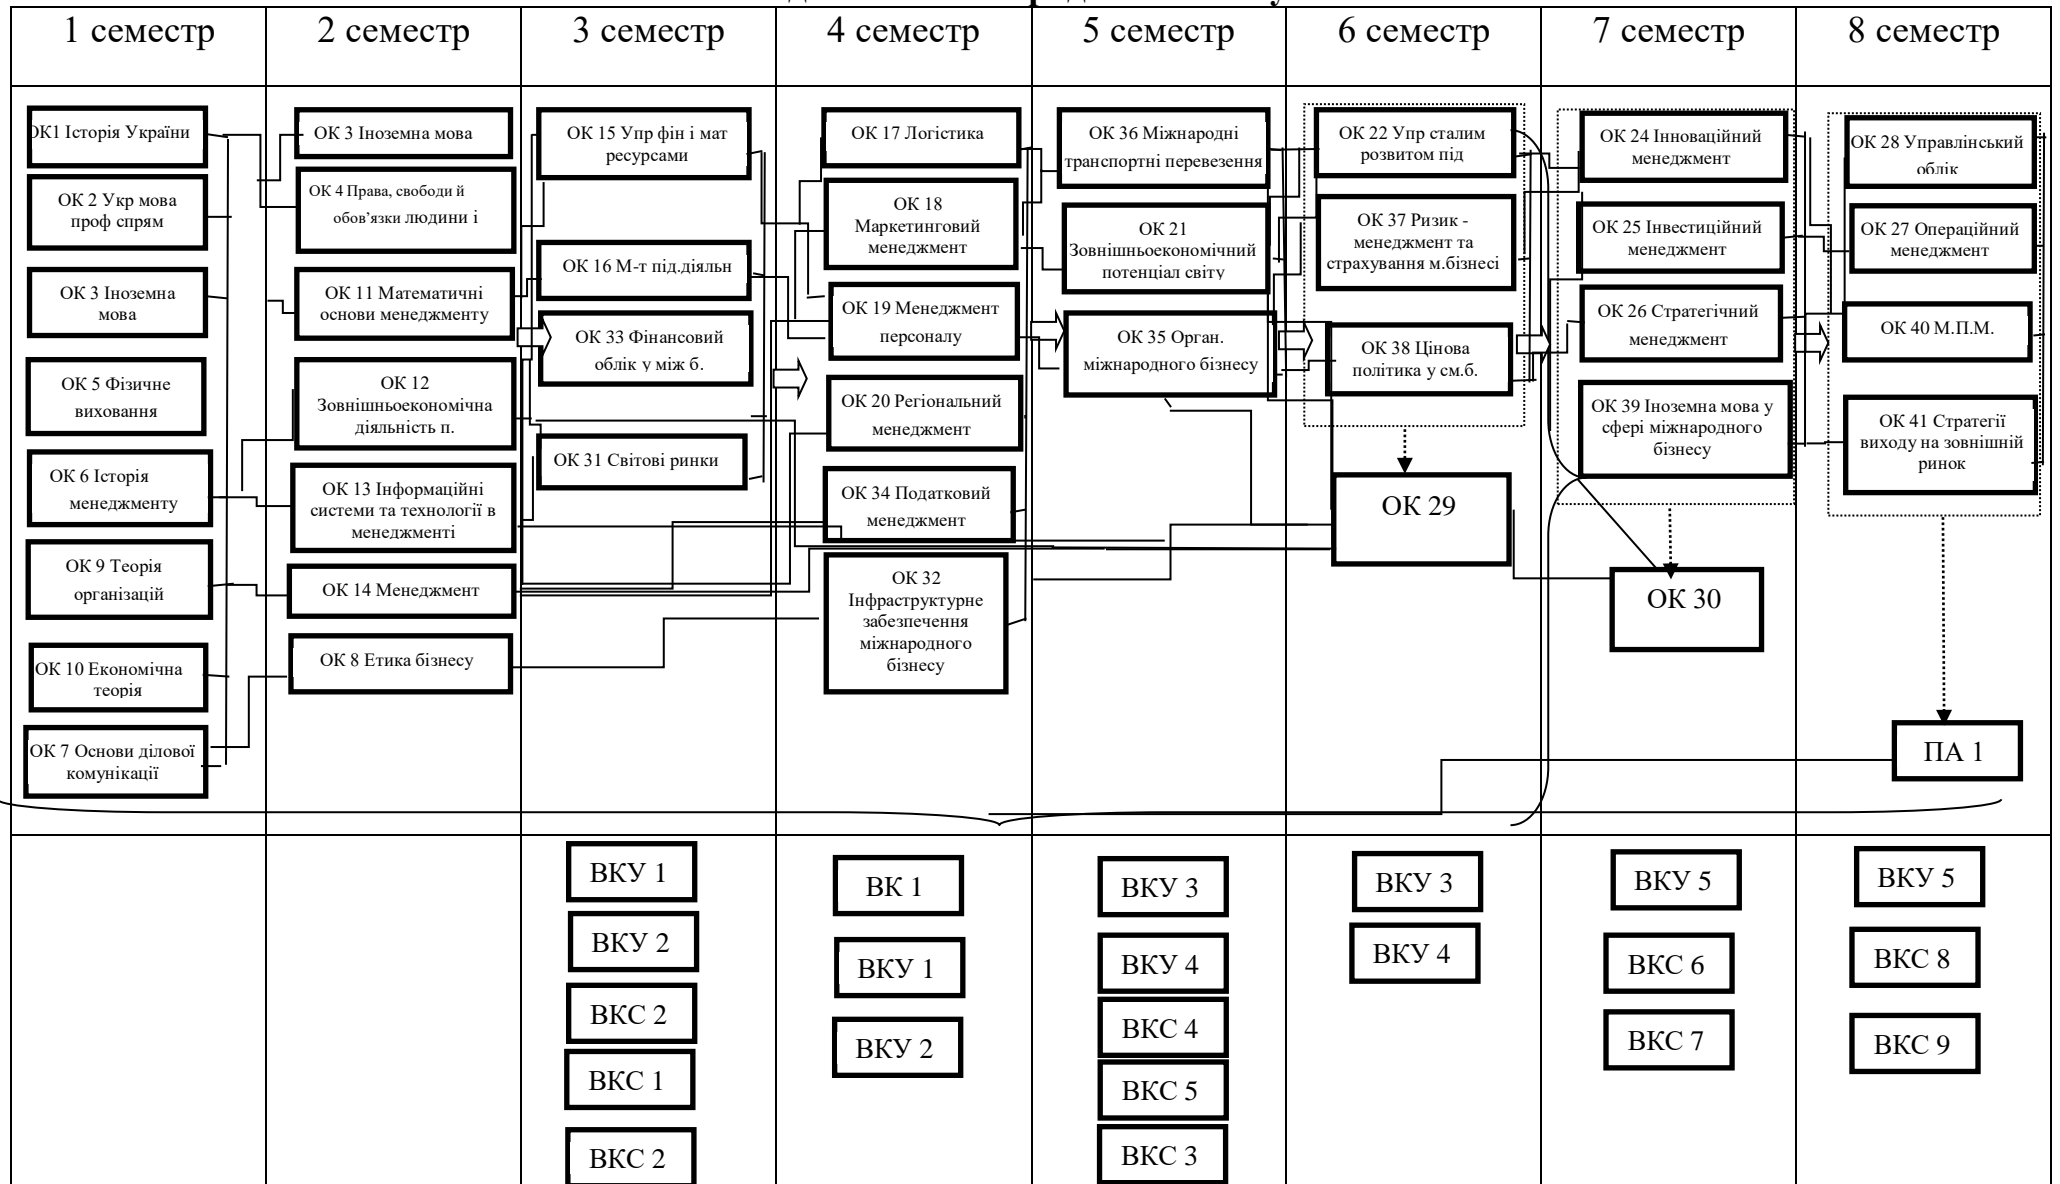 1 семестр
2 семестр
3 семестр
4 семестр
5 семестр
6 семестр
7 семестр
8 семестр
ОК1 Історія України
ОК 2 Укр мова
проф спрям
ОК 3 Іноземна
мова
ОК 5 Фізичне
виховання
ОК 6 Історія
менеджменту
ОК 9 Теорія
організацій
ОК 10 Економічна
теорія
ОК 7 Основи ділової
комунікації
ОК 3 Іноземна мова
ОК 4 Права, свободи й
обов’язки людини і
ОК 11 Математичні
основи менеджменту
ОК 12
Зовнішньоекономічна
діяльність п.
ОК 13 Інформаційні
системи та технології в
менеджменті
ОК 14 Менеджмент
ОК 8 Етика бізнесу
ОК 15 Упр фін і мат
ресурсами
ОК 16 М-т під.діяльн
ОК 33 Фінансовий
облік у між б.
ОК 31 Світові ринки
ОК 17 Логістика
ОК 18
Маркетинговий
менеджмент
ОК 19 Менеджмент
персоналу
ОК 20 Регіональний
менеджмент
ОК 34 Податковий
менеджмент
ОК 32
Інфраструктурне
забезпечення
міжнародного
бізнесу
ОК 36 Міжнародні
транспортні перевезення
ОК 21
Зовнішньоекономічний
потенціал світу
ОК 35 Орган.
міжнародного бізнесу
ОК 22 Упр сталим
розвитом під
ОК 37 Ризик -
менеджмент та
страхування м.бізнесі
ОК 38 Цінова
політика у см.б.
ОК 29
ОК 24 Інноваційний
менеджмент
ОК 25 Інвестиційний
менеджмент
ОК 26 Стратегічний
менеджмент
ОК 39 Іноземна мова у
сфері міжнародного
бізнесу
ОК 30
ОК 28 Управлінський
облік
ОК 27 Операційний
менеджмент
ОК 40 М.П.М.
ОК 41 Стратегії
виходу на зовнішній
ринок
ПА 1
ВКУ 1
ВКУ 2
ВКС 2
ВКС 1
ВКС 2
ВК 1
ВКУ 1
ВКУ 2
ВКУ 3
ВКУ 4
ВКС 4
ВКС 5
ВКС 3
ВКУ 3
ВКУ 4
ВКУ 5
ВКС 6
ВКС 7
ВКУ 5
ВКС 8
ВКС 9